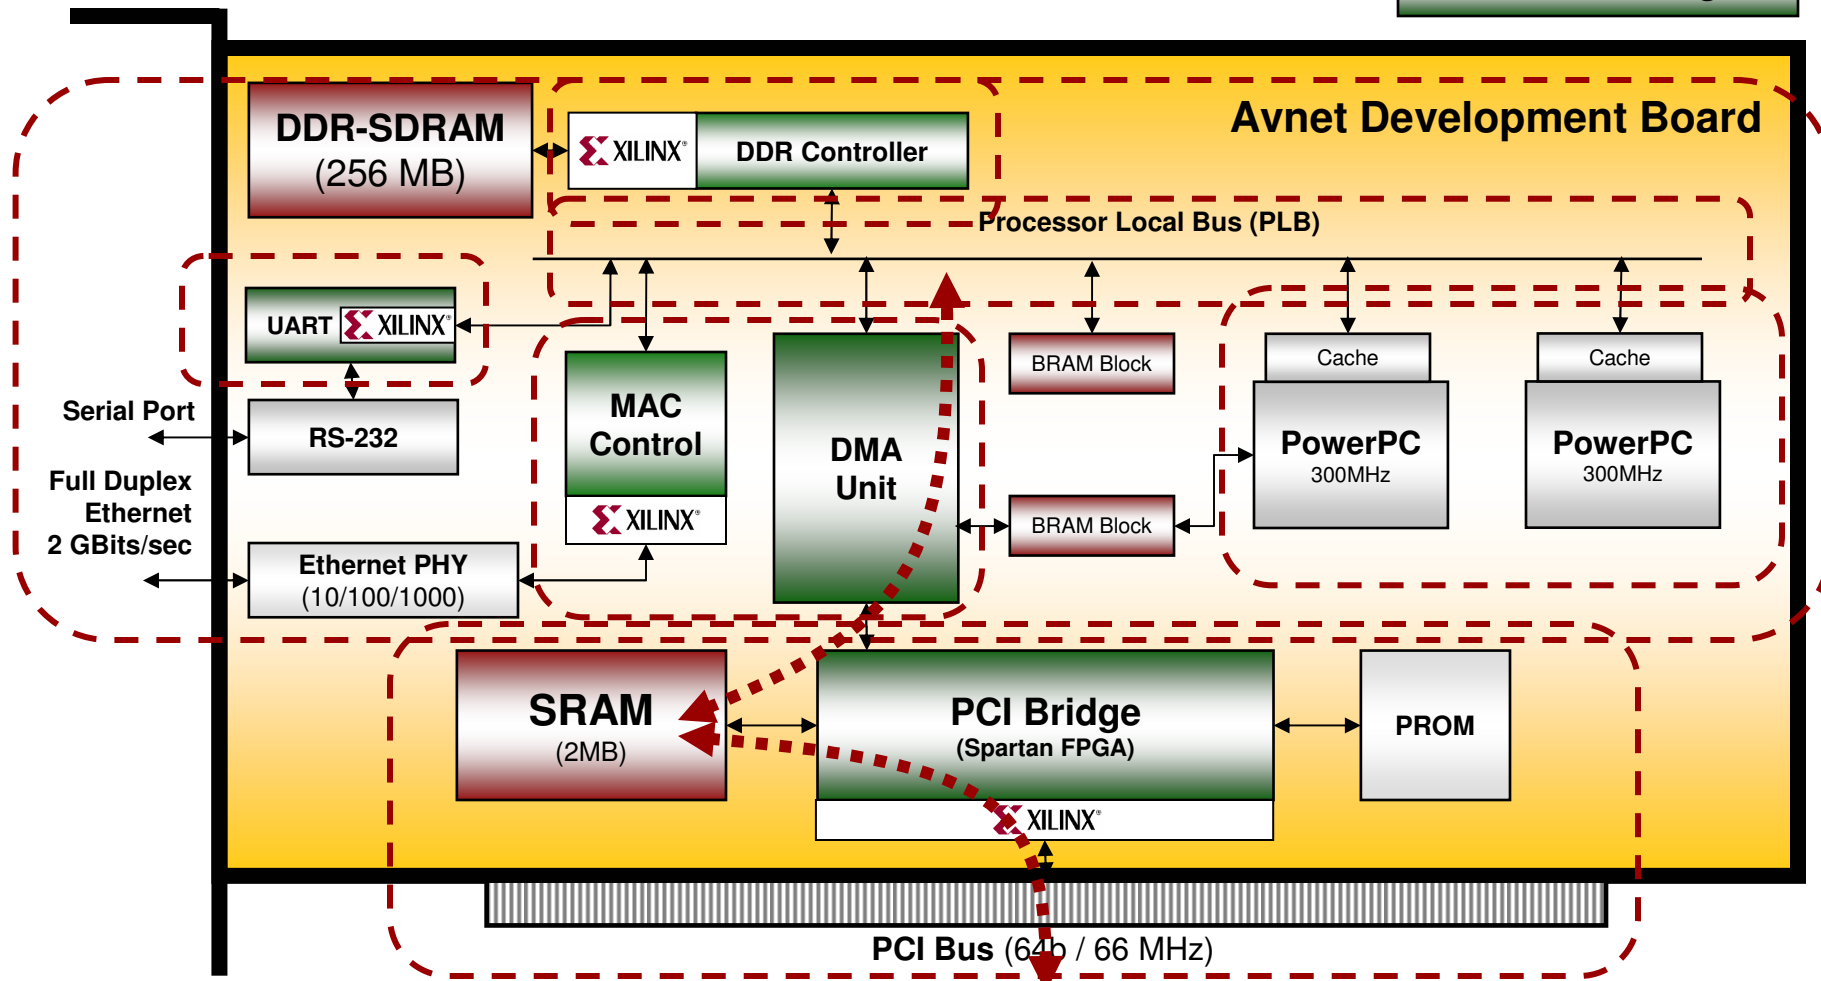 Avnet Development Board
DDR-SDRAM
(256 MB)
XILINX®
DDR Controller
Processor Local Bus (PLB)
UART
XILINX®
Cache
Cache
BRAM Block
Serial Port
RS-232
MAC
Control
DMA
Unit
PowerPC
300MHz
PowerPC
300MHz
Full Duplex
Ethernet
2 GBits/sec
XILINX®
BRAM Block
Ethernet PHY
(10/100/1000)
SRAM
(2MB)
PCI Bridge
(Spartan FPGA)
PROM
XILINX®
PCI Bus (64b / 66 MHz)